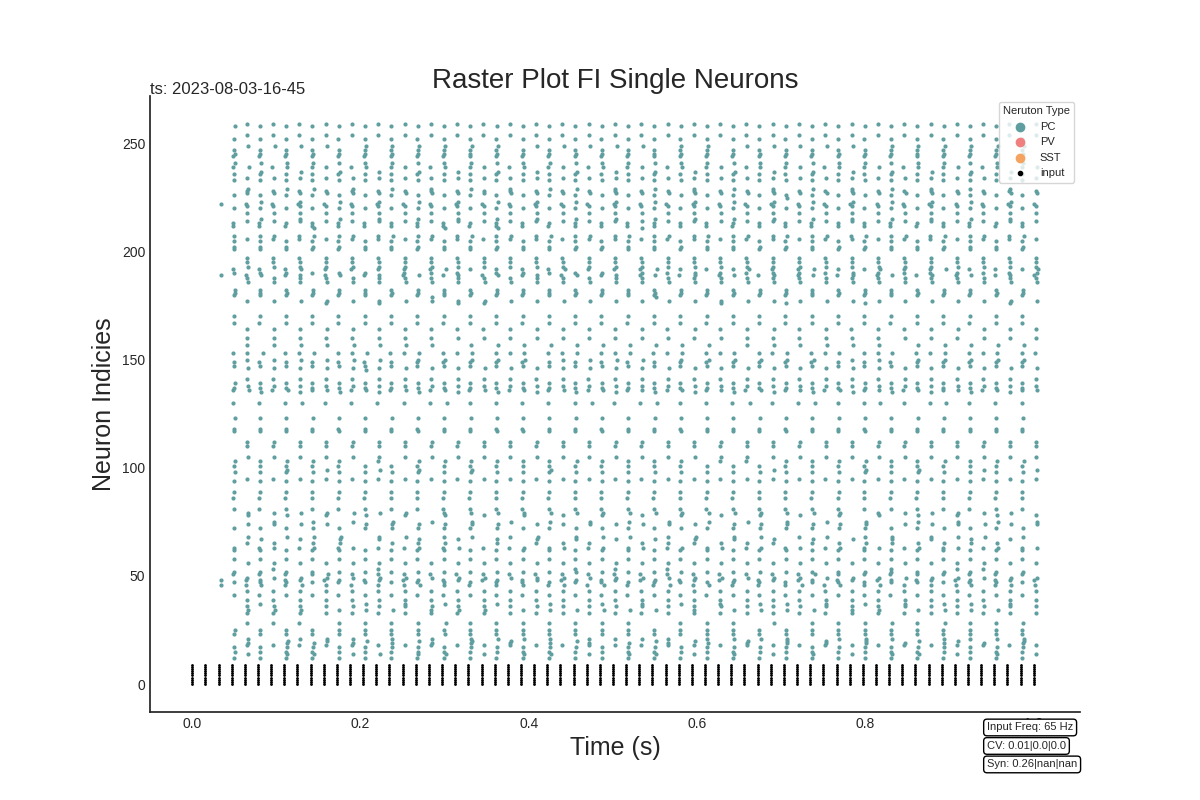 Raster Plot FI Single Neurons
ts: 2023-08-03-16-45
Neruton Type
PC
PV
SST
input
Neuron Indicies
250
200
150
100
50
0
0.0 0.2 0.4 0.6 0.8
Time (s)
Input Freq: 65 Hz
CV: 0.01|0.0|0.0
Syn: 0.26|nan|nan